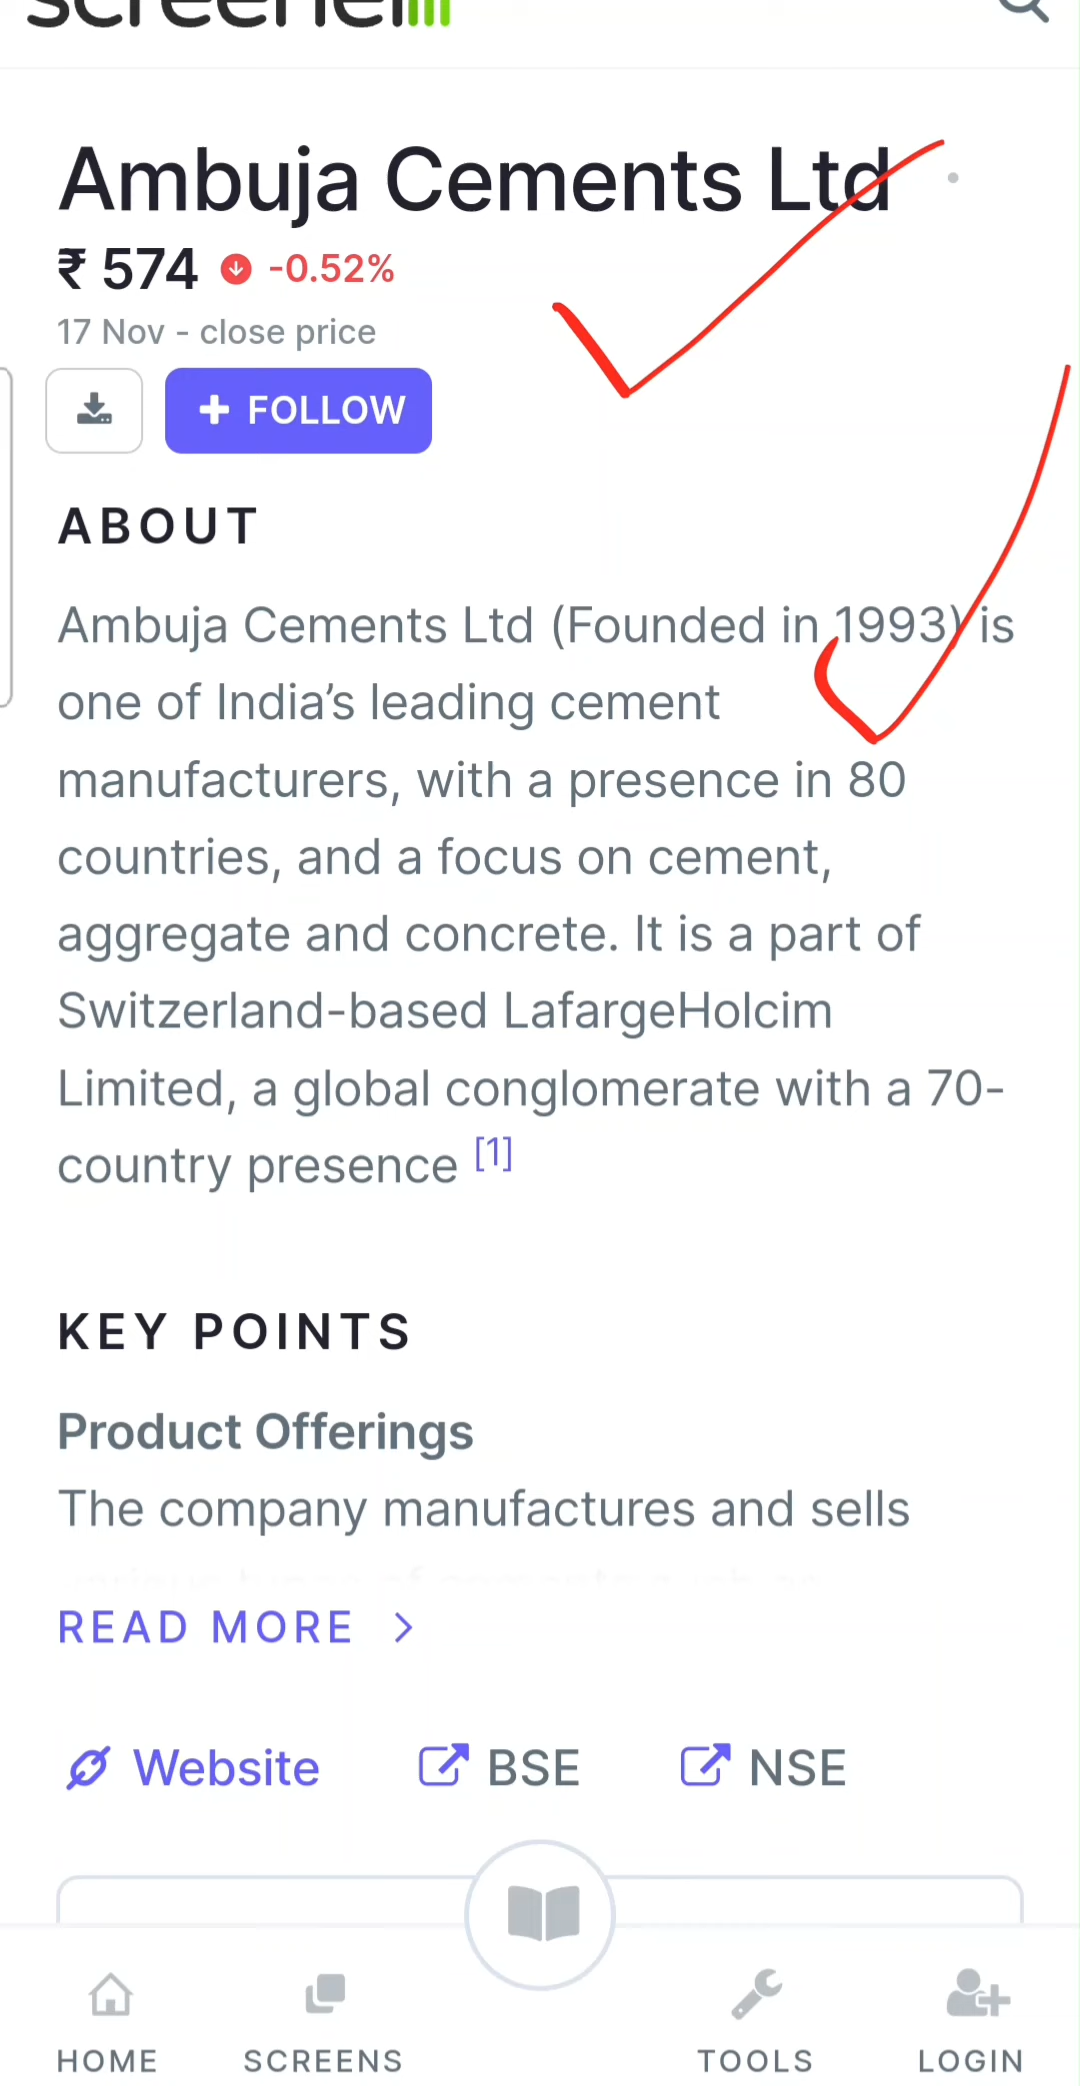 screener
Ambuja Cements Ltd
₹ 574 -0.52%
17 Nov - close price
FOLLOW
ABOUT
Ambuja Cements Ltd (Founded in 1993) is
one of India’s leading cement
manufacturers, with a presence in 80
countries, and a focus on cement,
aggregate and concrete. It is a part of
Switzerland-based LafargeHolcim
Limited, a global conglomerate with a 70-
country presence [1]
KEY POINTS
Product Offerings
The company manufactures and sells
READ MORE
Website BSE NSE
HOME SCREENS TOOLS LOGIN